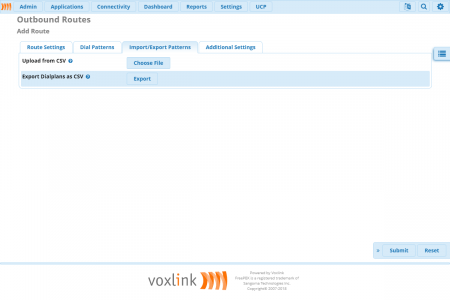 Admin Applications Connectivity Dashboard Reports Settings UCP
Outbound Routes
Add Route
Route Settings Dial Patterns Import/Export Patterns Additional Settings
Upload from CSV Choose File
Export Dialplans as CSV Export
» Submit Reset
voxlink
Powered by Voxlink
FreePBX is a registered trademark of
Sangoma Technologies Inc.
Copyright© 2007-2018